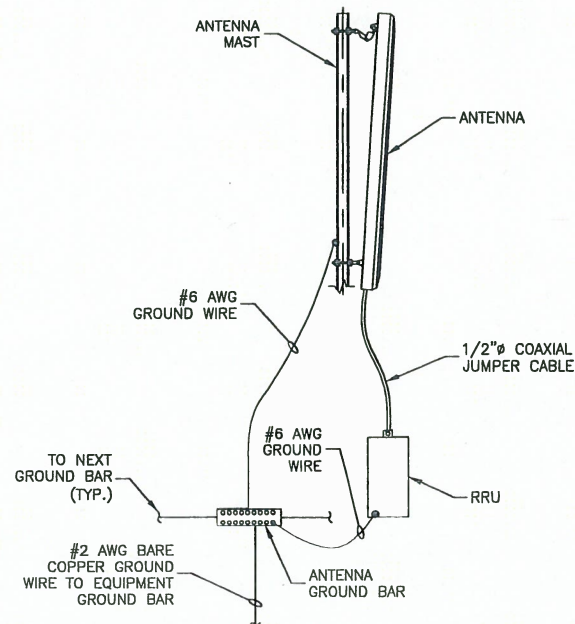 ANTENNA
MAST
ANTENNA
#6 AWG
GROUND WIRE
1/2"ø COAXIAL
JUMPER CABLE
#6 AWG
GROUND
WIRE
TO NEXT
GROUND BAR
(TYP.)
RRU
#2 AWG BARE
COPPER GROUND
WIRE TO EQUIPMENT
GROUND BAR
ANTENNA
GROUND BAR